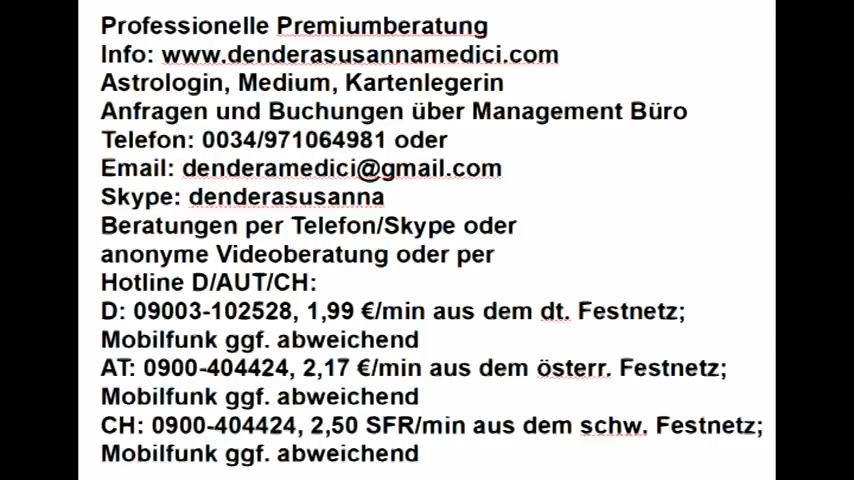 Professionelle Premiumberatung
Info: www.denderasusannamedici.com
Astrologin, Medium, Kartenlegerin
Anfragen und Buchungen über Management Büro
Telefon: 0034/971064981 oder
Email: denderamedici@gmail.com
Skype: denderasusanna
Beratungen per Telefon/Skype oder
anonyme Videoberatung oder per
Hotline D/AUT/CH:
D: 09003-102528, 1,99 €/min aus dem dt. Festnetz;
Mobilfunk ggf. abweichend
AT: 0900-404424, 2,17 €/min aus dem österr. Festnetz;
Mobilfunk ggf. abweichend
CH: 0900-404424, 2,50 SFR/min aus dem schw. Festnetz;
Mobilfunk ggf. abweichend